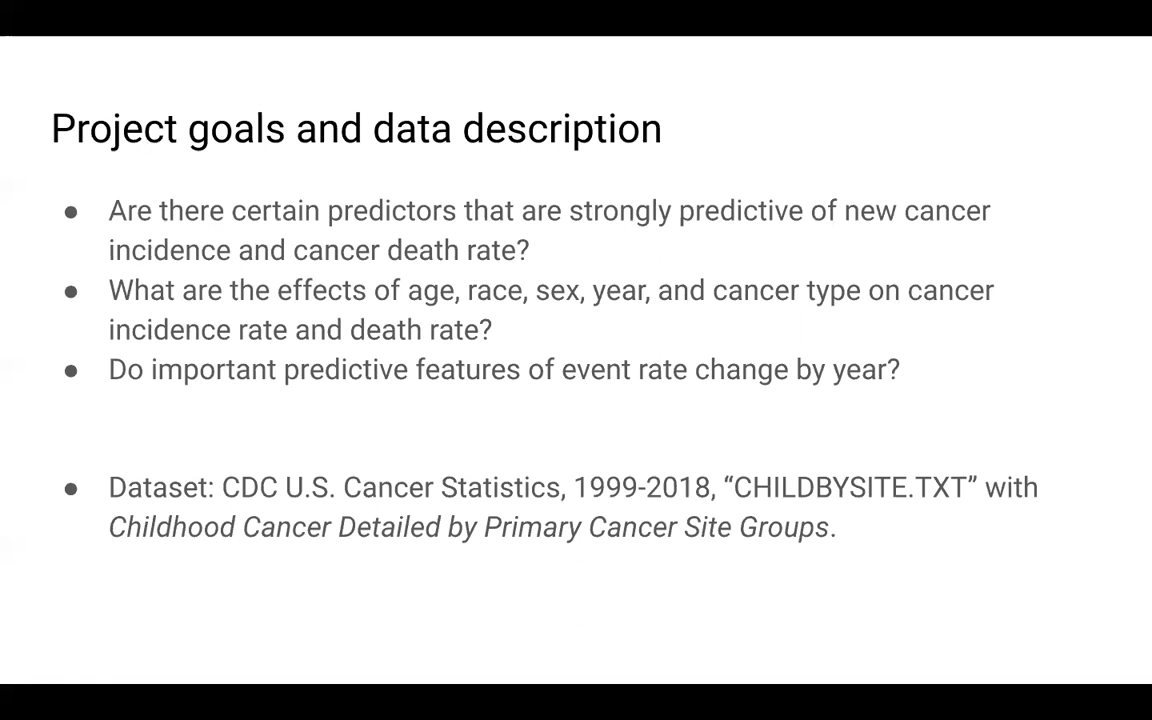 Project goals and data description
● Are there certain predictors that are strongly predictive of new cancer
incidence and cancer death rate?
● What are the effects of age, race, sex, year, and cancer type on cancer
incidence rate and death rate?
● Do important predictive features of event rate change by year?
● Dataset: CDC U.S. Cancer Statistics, 1999-2018, “CHILDBYSITE.TXT” with
Childhood Cancer Detailed by Primary Cancer Site Groups.